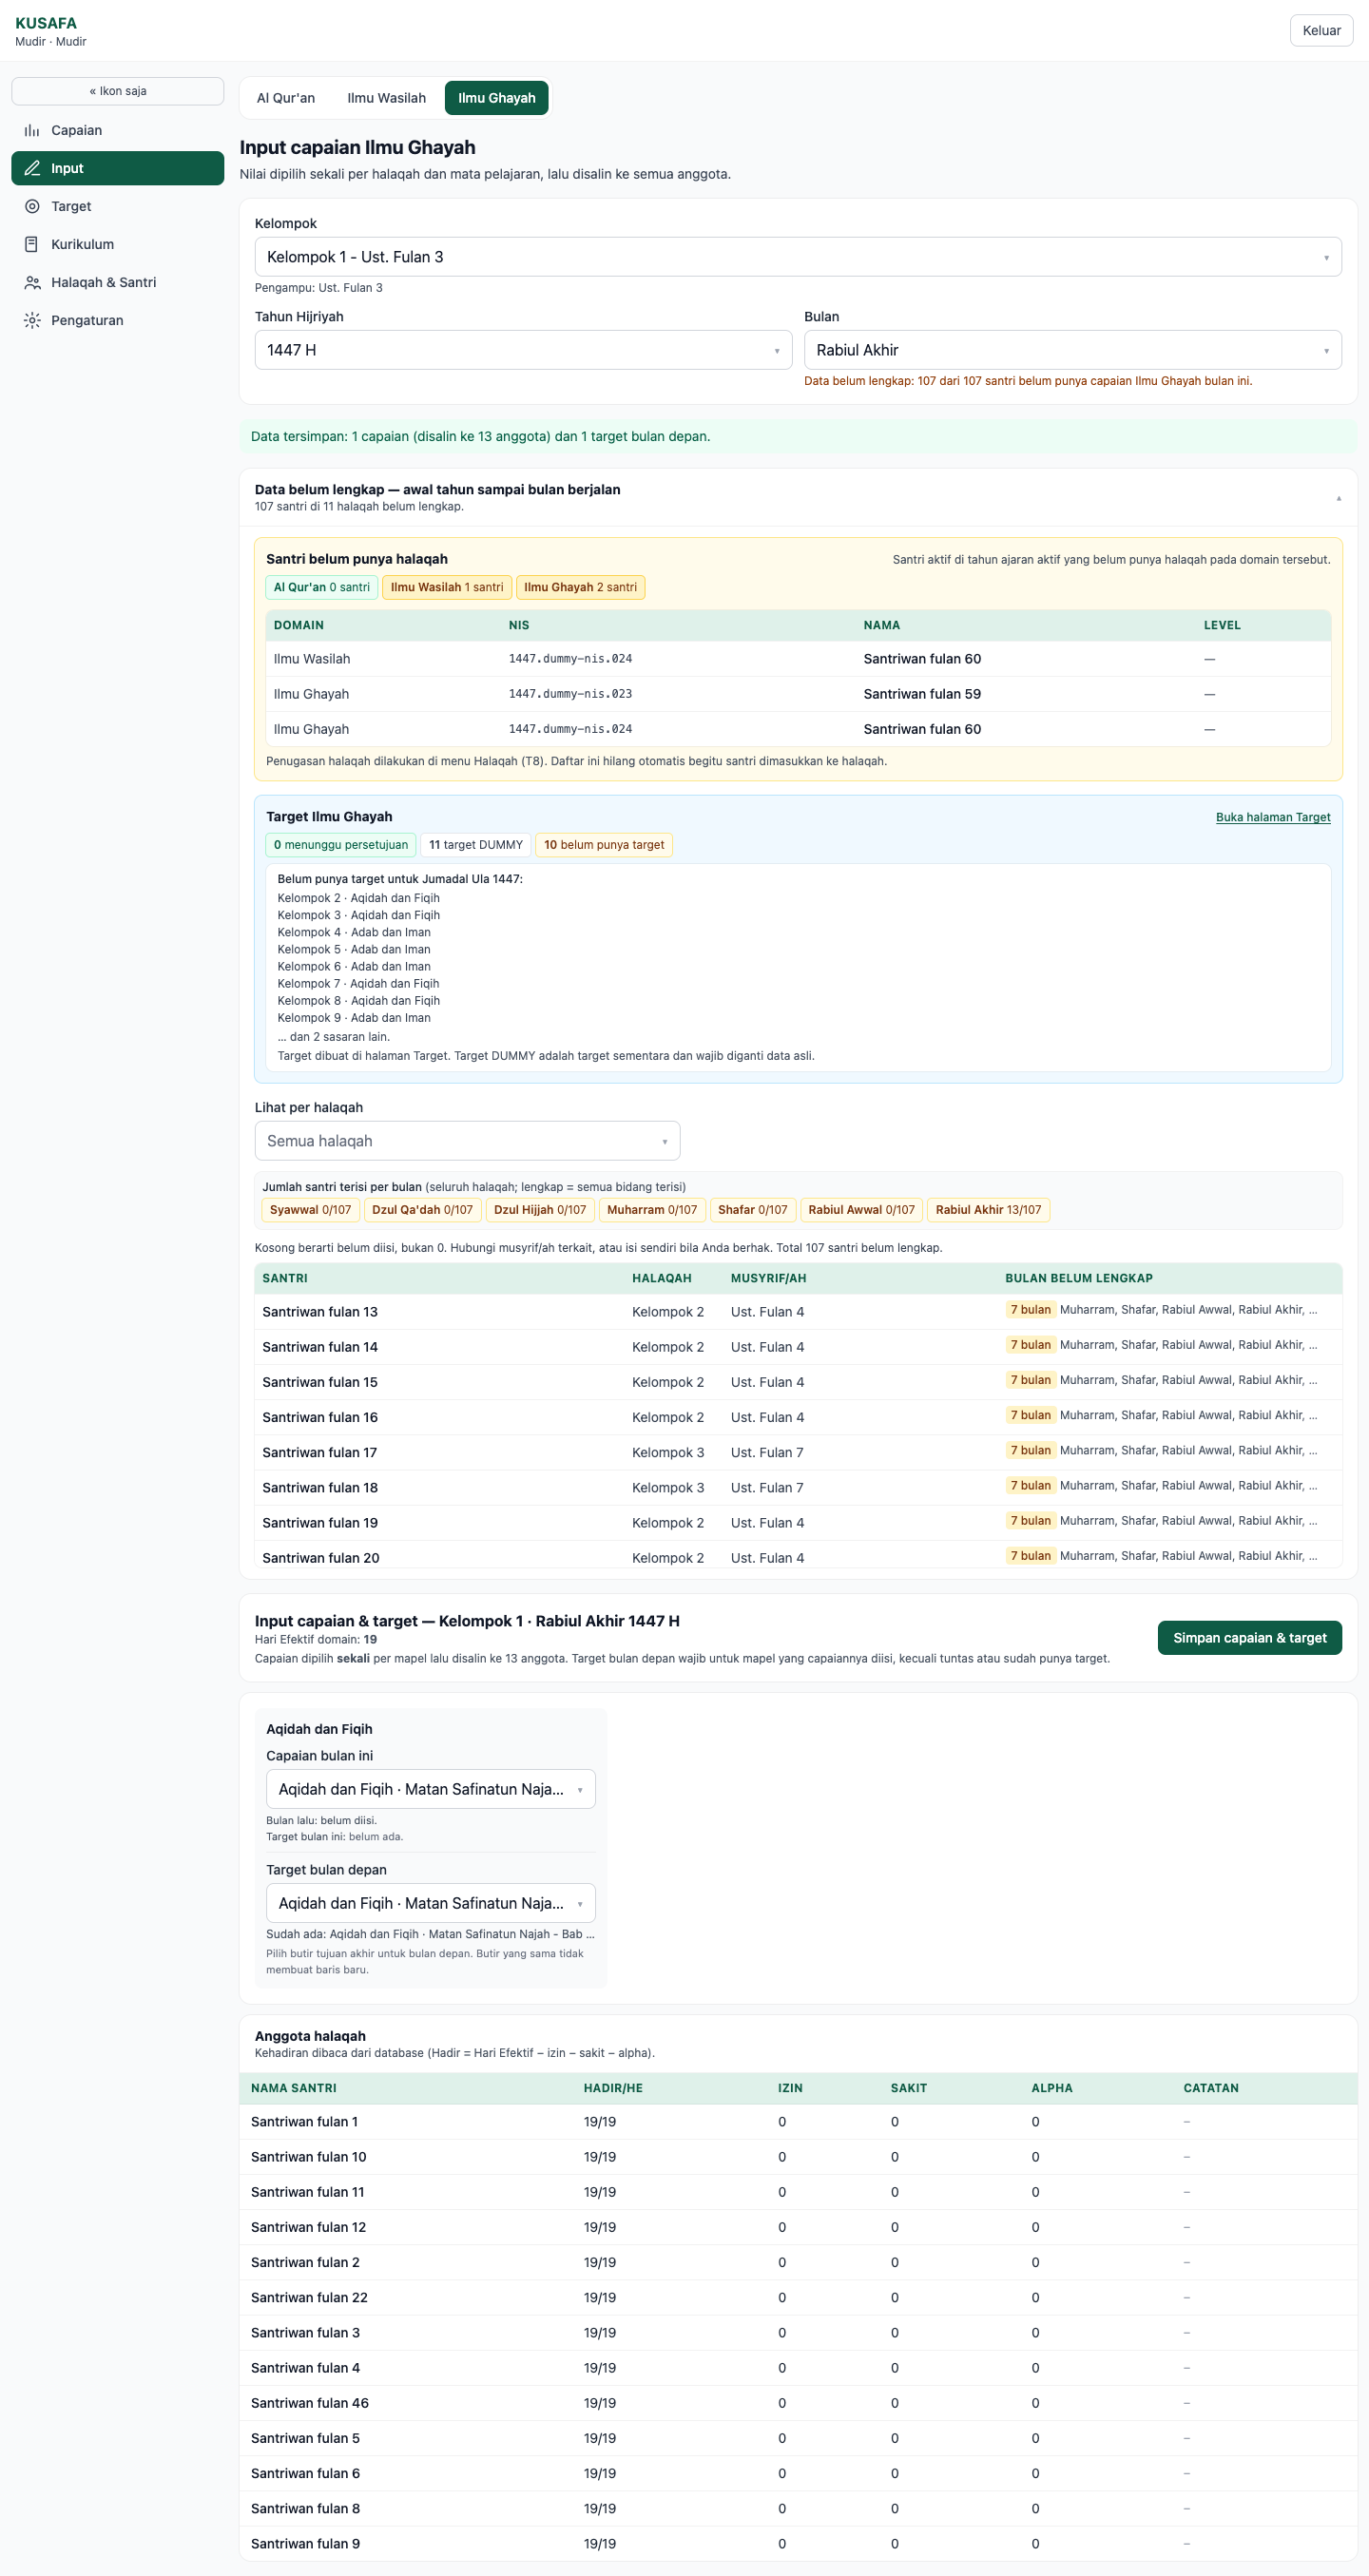 KUSAFA
Mudir · Mudir
Keluar
« Ikon saja
Capaian
Input
Target
Kurikulum
Halaqah & Santri
Pengaturan
Al Qur'an Ilmu Wasilah Ilmu Ghayah
Input capaian Ilmu Ghayah
Nilai dipilih sekali per halaqah dan mata pelajaran, lalu disalin ke semua anggota.
Kelompok
Kelompok 1 - Ust. Fulan 3
Pengampu: Ust. Fulan 3
Tahun Hijriyah
1447 H
Bulan
Rabiul Akhir
Data belum lengkap: 107 dari 107 santri belum punya capaian Ilmu Ghayah bulan ini.
Data tersimpan: 1 capaian (disalin ke 13 anggota) dan 1 target bulan depan.
Data belum lengkap — awal tahun sampai bulan berjalan
107 santri di 11 halaqah belum lengkap.
Santri belum punya halaqah
Santri aktif di tahun ajaran aktif yang belum punya halaqah pada domain tersebut.
Al Qur'an 0 santri Ilmu Wasilah 1 santri Ilmu Ghayah 2 santri
DOMAIN NIS NAMA LEVEL
Ilmu Wasilah 1447.dummy-nis.024 Santriwan fulan 60 —
Ilmu Ghayah 1447.dummy-nis.023 Santriwan fulan 59 —
Ilmu Ghayah 1447.dummy-nis.024 Santriwan fulan 60 —
Penugasan halaqah dilakukan di menu Halaqah (T8). Daftar ini hilang otomatis begitu santri dimasukkan ke halaqah.
Target Ilmu Ghayah
Buka halaman Target
0 menunggu persetujuan 11 target DUMMY 10 belum punya target
Belum punya target untuk Jumadal Ula 1447:
Kelompok 2 · Aqidah dan Fiqih
Kelompok 3 · Aqidah dan Fiqih
Kelompok 4 · Adab dan Iman
Kelompok 5 · Adab dan Iman
Kelompok 6 · Adab dan Iman
Kelompok 7 · Aqidah dan Fiqih
Kelompok 8 · Aqidah dan Fiqih
Kelompok 9 · Adab dan Iman
... dan 2 sasaran lain.
Target dibuat di halaman Target. Target DUMMY adalah target sementara dan wajib diganti data asli.
Lihat per halaqah
Semua halaqah
Jumlah santri terisi per bulan (seluruh halaqah; lengkap = semua bidang terisi)
Syawwal 0/107 Dzul Qa'dah 0/107 Dzul Hijjah 0/107 Muharram 0/107 Shafar 0/107 Rabiul Awwal 0/107 Rabiul Akhir 13/107
Kosong berarti belum diisi, bukan 0. Hubungi musyrif/ah terkait, atau isi sendiri bila Anda berhak. Total 107 santri belum lengkap.
SANTRI HALAQAH MUSYRIF/AH BULAN BELUM LENGKAP
Santriwan fulan 13 Kelompok 2 Ust. Fulan 4 7 bulan Muharram, Shafar, Rabiul Awwal, Rabiul Akhir, ...
Santriwan fulan 14 Kelompok 2 Ust. Fulan 4 7 bulan Muharram, Shafar, Rabiul Awwal, Rabiul Akhir, ...
Santriwan fulan 15 Kelompok 2 Ust. Fulan 4 7 bulan Muharram, Shafar, Rabiul Awwal, Rabiul Akhir, ...
Santriwan fulan 16 Kelompok 2 Ust. Fulan 4 7 bulan Muharram, Shafar, Rabiul Awwal, Rabiul Akhir, ...
Santriwan fulan 17 Kelompok 3 Ust. Fulan 7 7 bulan Muharram, Shafar, Rabiul Awwal, Rabiul Akhir, ...
Santriwan fulan 18 Kelompok 3 Ust. Fulan 7 7 bulan Muharram, Shafar, Rabiul Awwal, Rabiul Akhir, ...
Santriwan fulan 19 Kelompok 2 Ust. Fulan 4 7 bulan Muharram, Shafar, Rabiul Awwal, Rabiul Akhir, ...
Santriwan fulan 20 Kelompok 2 Ust. Fulan 4 7 bulan Muharram, Shafar, Rabiul Awwal, Rabiul Akhir, ...
Input capaian & target — Kelompok 1 · Rabiul Akhir 1447 H
Hari Efektif domain: 19
Capaian dipilih sekali per mapel lalu disalin ke 13 anggota. Target bulan depan wajib untuk mapel yang capaiannya diisi, kecuali tuntas atau sudah punya target.
Simpan capaian & target
Aqidah dan Fiqih
Capaian bulan ini
Aqidah dan Fiqih · Matan Safinatun Naja...
Bulan lalu: belum diisi.
Target bulan ini: belum ada.
Target bulan depan
Aqidah dan Fiqih · Matan Safinatun Naja...
Sudah ada: Aqidah dan Fiqih · Matan Safinatun Najah - Bab ...
Pilih butir tujuan akhir untuk bulan depan. Butir yang sama tidak
membuat baris baru.
Anggota halaqah
Kehadiran dibaca dari database (Hadir = Hari Efektif − izin − sakit − alpha).
NAMA SANTRI HADIR/HE IZIN SAKIT ALPHA CATATAN
Santriwan fulan 1 19/19 0 0 0 –
Santriwan fulan 10 19/19 0 0 0 –
Santriwan fulan 11 19/19 0 0 0 –
Santriwan fulan 12 19/19 0 0 0 –
Santriwan fulan 2 19/19 0 0 0 –
Santriwan fulan 22 19/19 0 0 0 –
Santriwan fulan 3 19/19 0 0 0 –
Santriwan fulan 4 19/19 0 0 0 –
Santriwan fulan 46 19/19 0 0 0 –
Santriwan fulan 5 19/19 0 0 0 –
Santriwan fulan 6 19/19 0 0 0 –
Santriwan fulan 8 19/19 0 0 0 –
Santriwan fulan 9 19/19 0 0 0 –